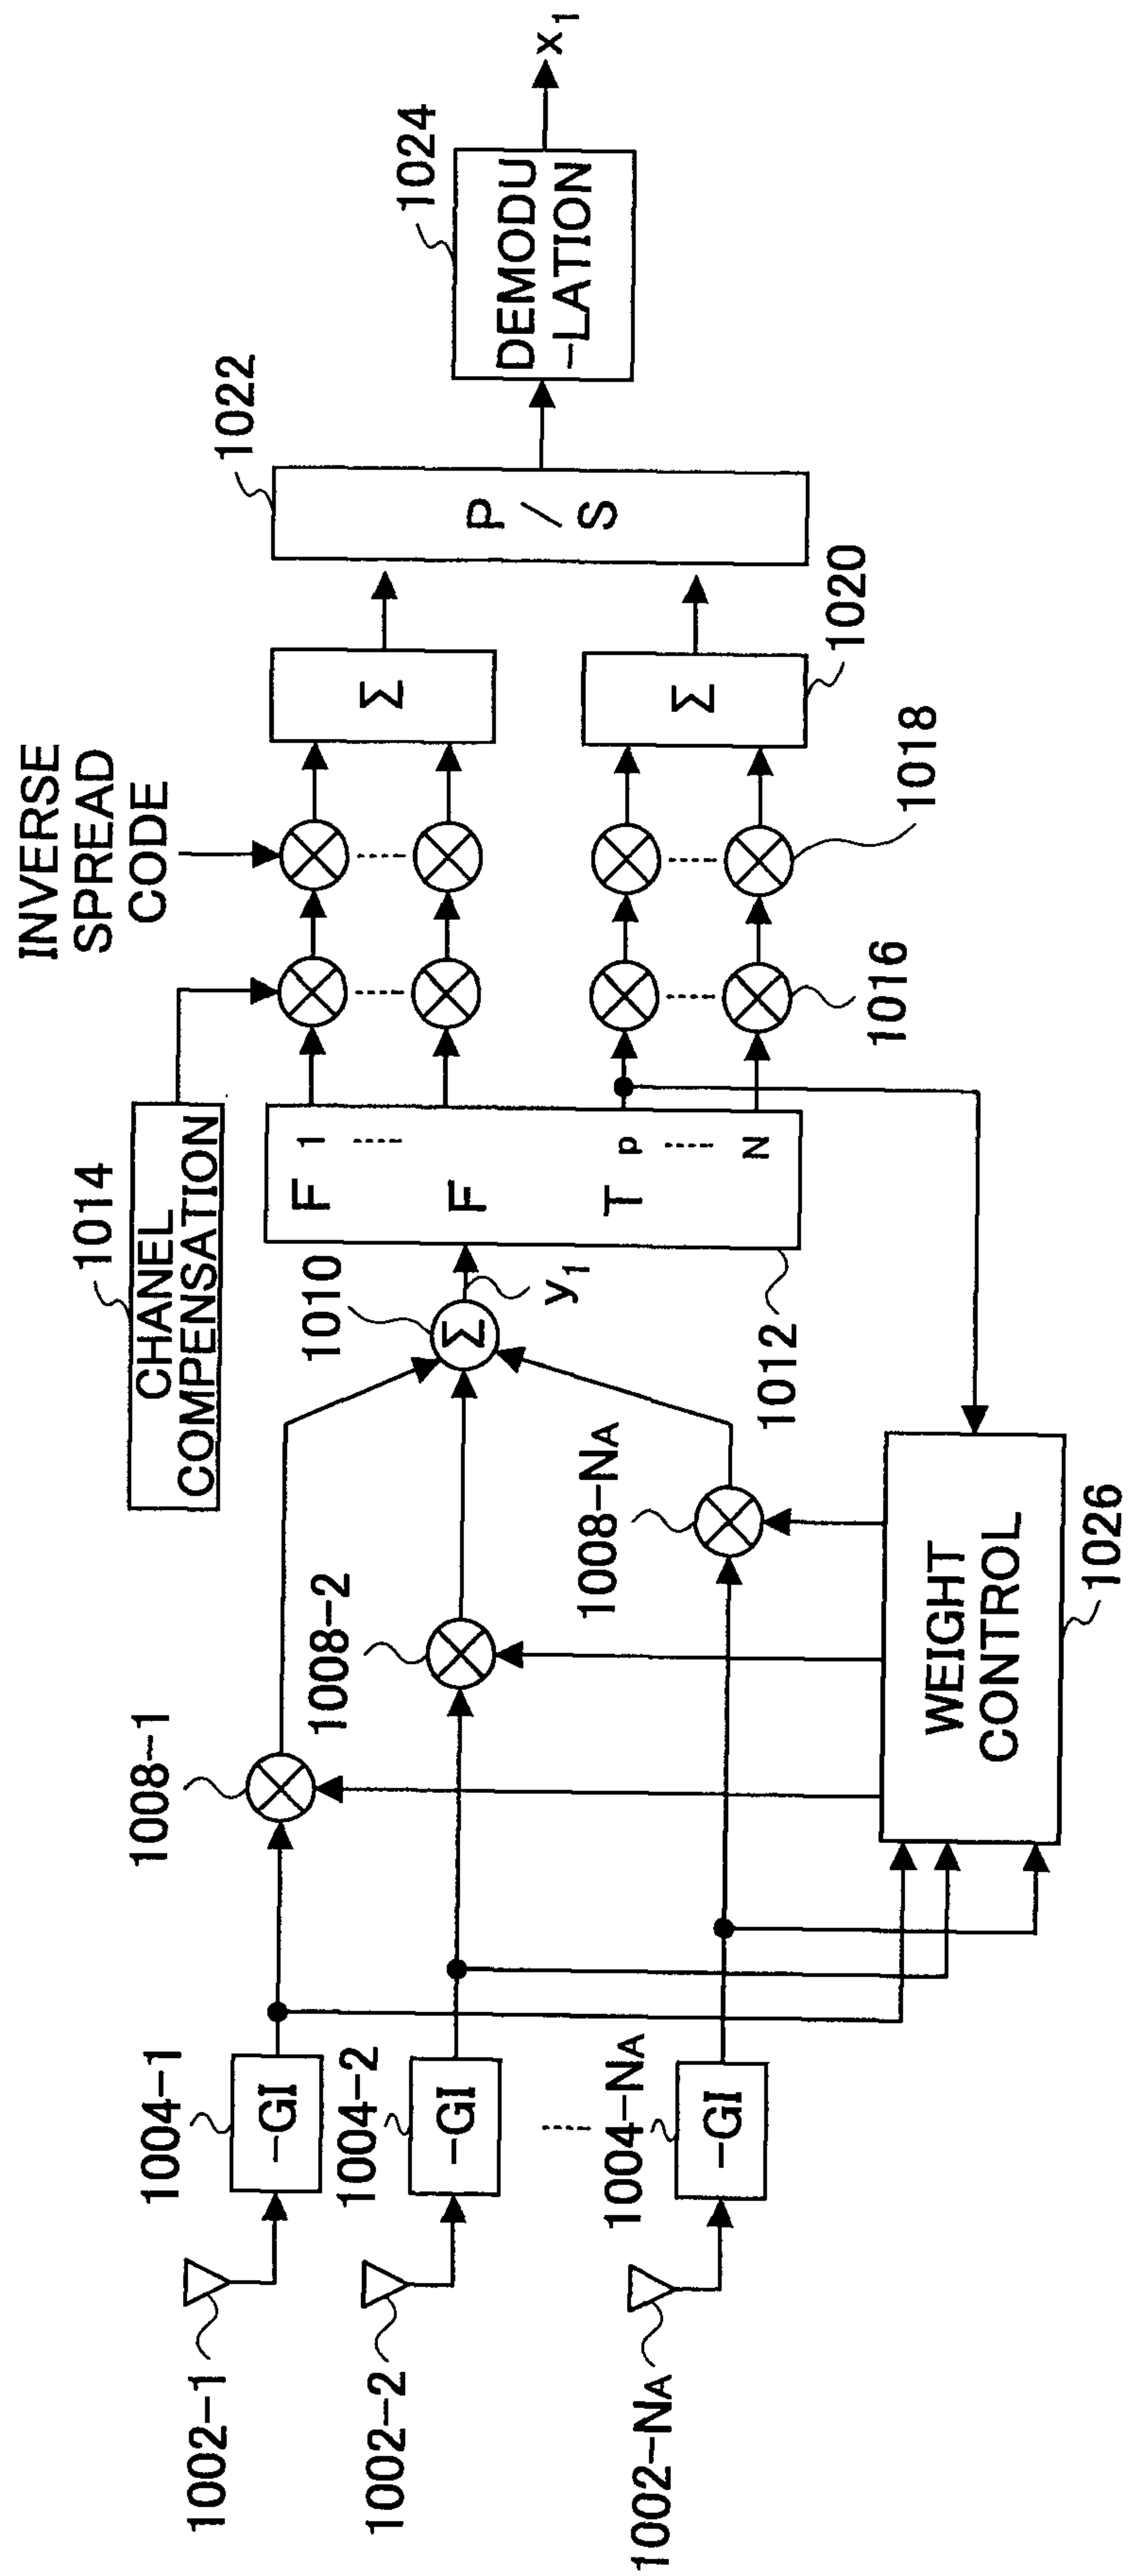 1002-1
1002-2
1002-NA
1004-1
-GI
1004-2
-GI
1004-NA
-GI
1008-1
1008-2
1008-NA
WEIGHT
CONTROL
1026
1014
CHANEL
COMPENSATION
1010
Σ
y1
1012
F F T
1
p
N
INVERSE
SPREAD
CODE
1016
1018
Σ
Σ
1020
1022
P/S
1024
DEMODU
-LATION
x1